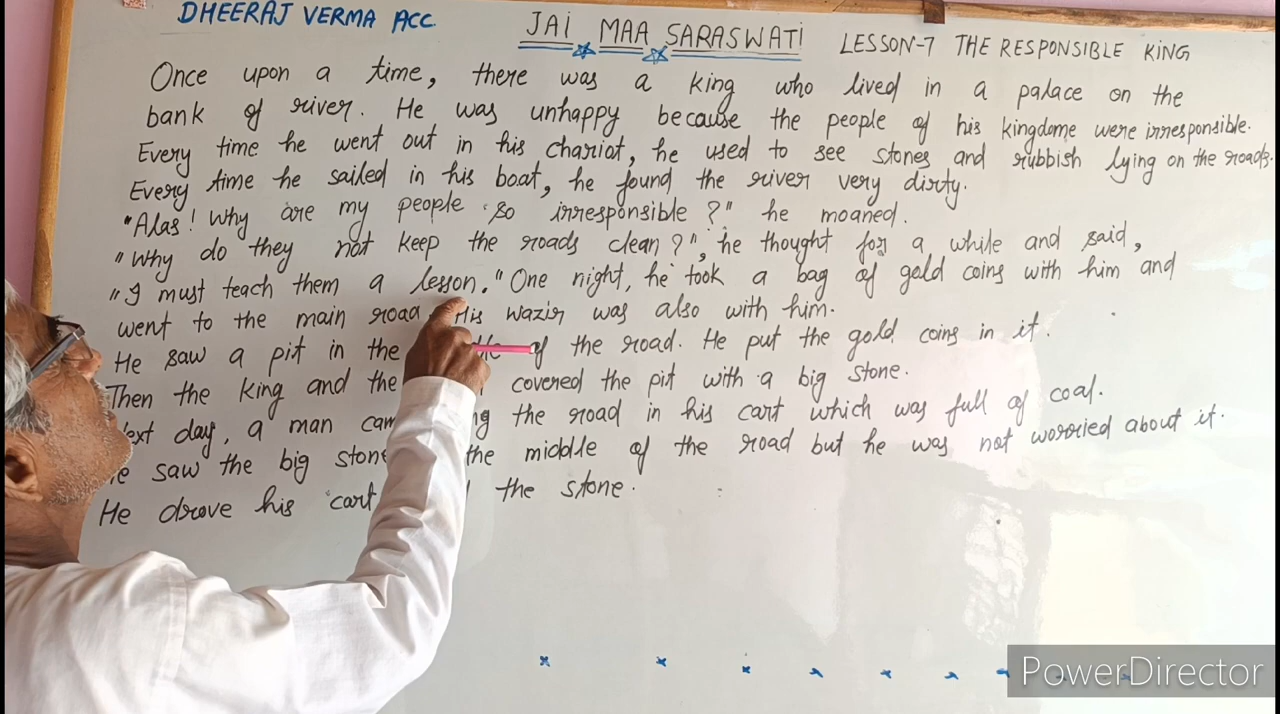 DHEERAJ VERMA ACC
JAI MAA SARASWATI
LESSON-7 THE RESPONSIBLE KING
Once upon a time, there was a king who lived in a palace on the
bank of river. He was unhappy because the people of his kingdome were irresponsible.
Every time he went out in his chariot, he used to see stones and rubbish lying on the roads.
Every time he sailed in his boat, he found the river very dirty.
"Alas! Why are my people so irresponsible?" he moaned.
"Why do they not keep the roads clean?", he thought for a while and said,
"I must teach them a lesson." One night, he took a bag of gold coins with him and
went to the main road. His wazir was also with him.
He saw a pit in the of the road. He put the gold coins in it.
Then the king and the covered the pit with a big stone.
Next day, a man the road in his cart which was full of coal.
He saw the big stone the middle of the road but he was not worried about it.
He drove his cart the stone.
PowerDirector